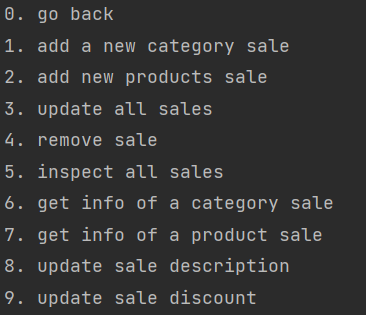 0. go back
1. add a new category sale
2. add new products sale
3. update all sales
4. remove sale
5. inspect all sales
6. get info of a category sale
7. get info of a product sale
8. update sale description
9. update sale discount